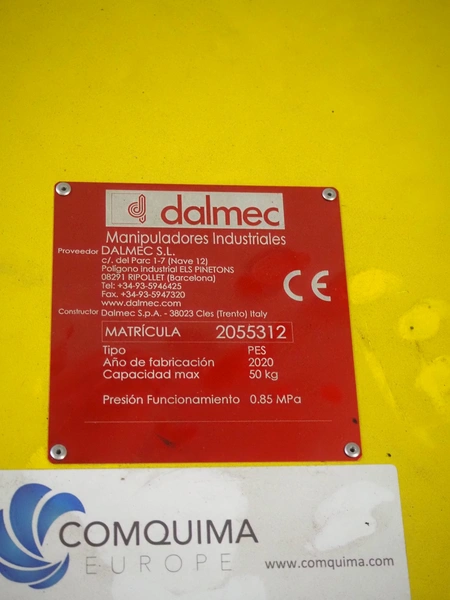 dalmec
Manipuladores Industriales
Proveedor DALMEC S.L.
c/. del Parc 1-7 (Nave 12)
Polígono Industrial ELS PINETONS
08291 RIPOLLET (Barcelona)
Tel: +34-93-5946425
Fax. +34-93-5947320
www.dalmec.com
CE
Constructor Dalmec S.p.A. - 38023 Cles (Trento) Italy
MATRÍCULA 2055312
Tipo PES
Año de fabricación 2020
Capacidad max 50 kg
Presión Funcionamiento 0.85 MPa
COMQUIMA
EUROPE www.comquima.com